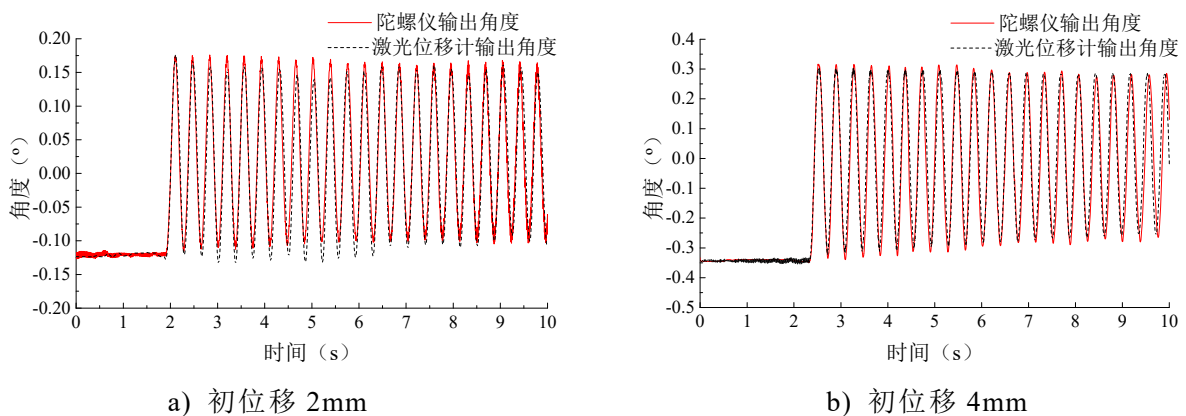 陀螺仪输出角度
激光位移计输出角度
0.20
0.15
0.10
0.05
0.00
-0.05
-0.10
-0.15
-0.20
角度（°）
0 1 2 3 4 5 6 7 8 9 10
时间（s）
a) 初位移 2mm
陀螺仪输出角度
激光位移计输出角度
0.4
0.3
0.2
0.1
0.0
-0.1
-0.2
-0.3
-0.4
-0.5
角度（°）
0 1 2 3 4 5 6 7 8 9 10
时间（s）
b) 初位移 4mm